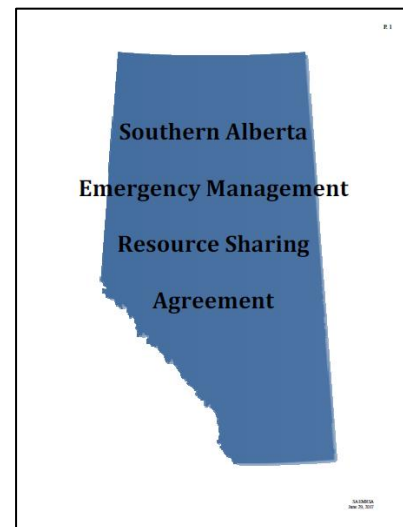 P. 1
Southern Alberta
Emergency Management
Resource Sharing
Agreement
SAEMRSA
June 29, 2017